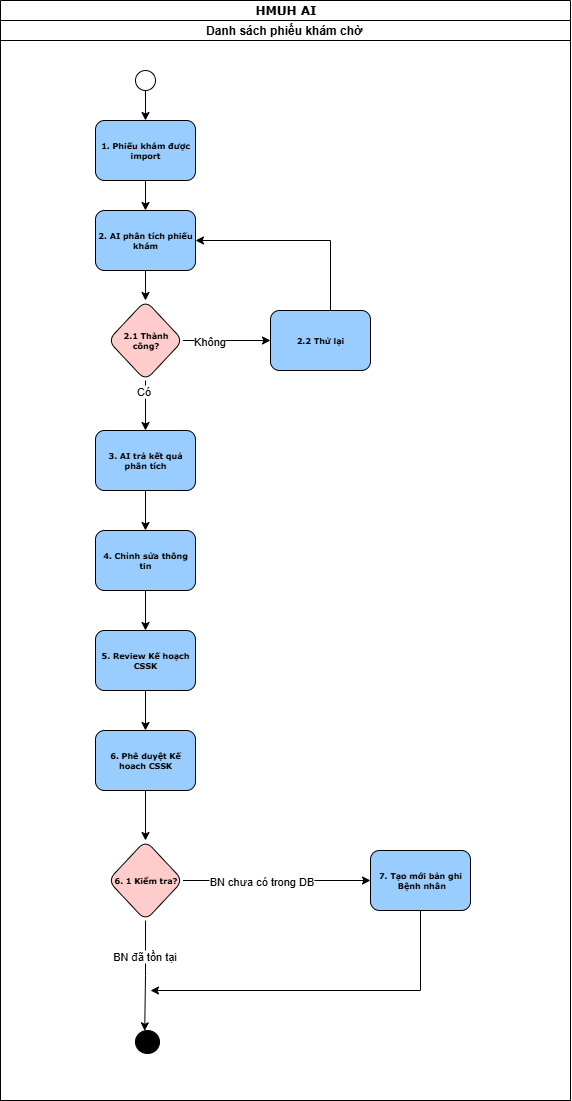 HMUH AI
Danh sách phiếu khám chờ
1. Phiếu khám được
import
2. AI phân tích phiếu
khám
2.1 Thành
công?
Không
2.2 Thử lại
Có
3. AI trả kết quả
phân tích
4. Chỉnh sửa thông
tin
5. Review Kế hoạch
CSSK
6. Phê duyệt Kế
hoach CSSK
6. 1 Kiểm tra?
BN chưa có trong DB
7. Tạo mới bản ghi
Bệnh nhân
BN đã tồn tại